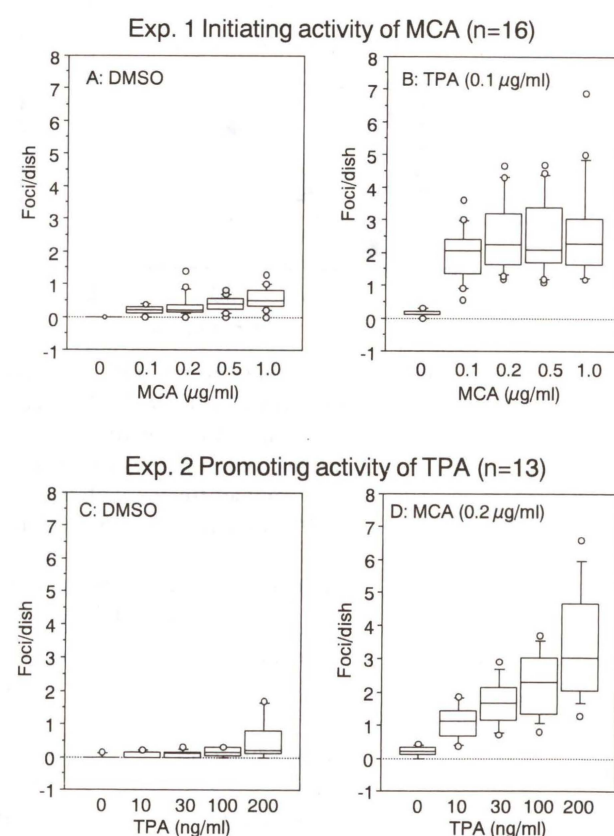 Exp. 1 Initiating activity of MCA (n=16)
A: DMSO
Foci/dish
8
7
6
5
4
3
2
1
0
-1
0 0.1 0.2 0.5 1.0
MCA (μg/ml)
B: TPA (0.1 μg/ml)
Foci/dish
8
7
6
5
4
3
2
1
0
-1
0 0.1 0.2 0.5 1.0
MCA (μg/ml)
Exp. 2 Promoting activity of TPA (n=13)
C: DMSO
Foci/dish
8
7
6
5
4
3
2
1
0
-1
0 10 30 100 200
TPA (ng/ml)
D: MCA (0.2 μg/ml)
Foci/dish
8
7
6
5
4
3
2
1
0
-1
0 10 30 100 200
TPA (ng/ml)